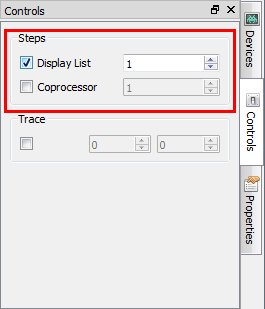 Controls
Steps
Display List 1
Coprocessor 1
Trace
0 0
Devices
Controls
Properties